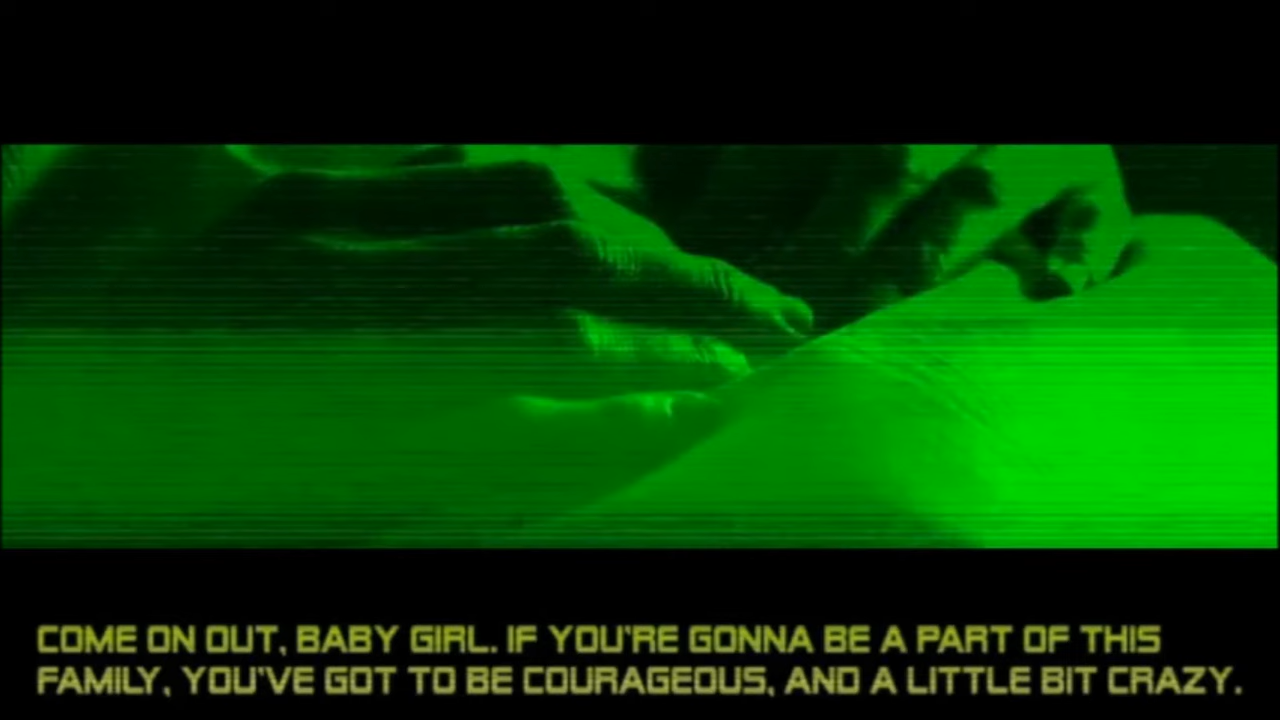 COME ON OUT, BABY GIRL. IF YOU'RE GONNA BE A PART OF THIS
FAMILY, YOU'VE GOT TO BE COURAGEOUS, AND A LITTLE BIT CRAZY.